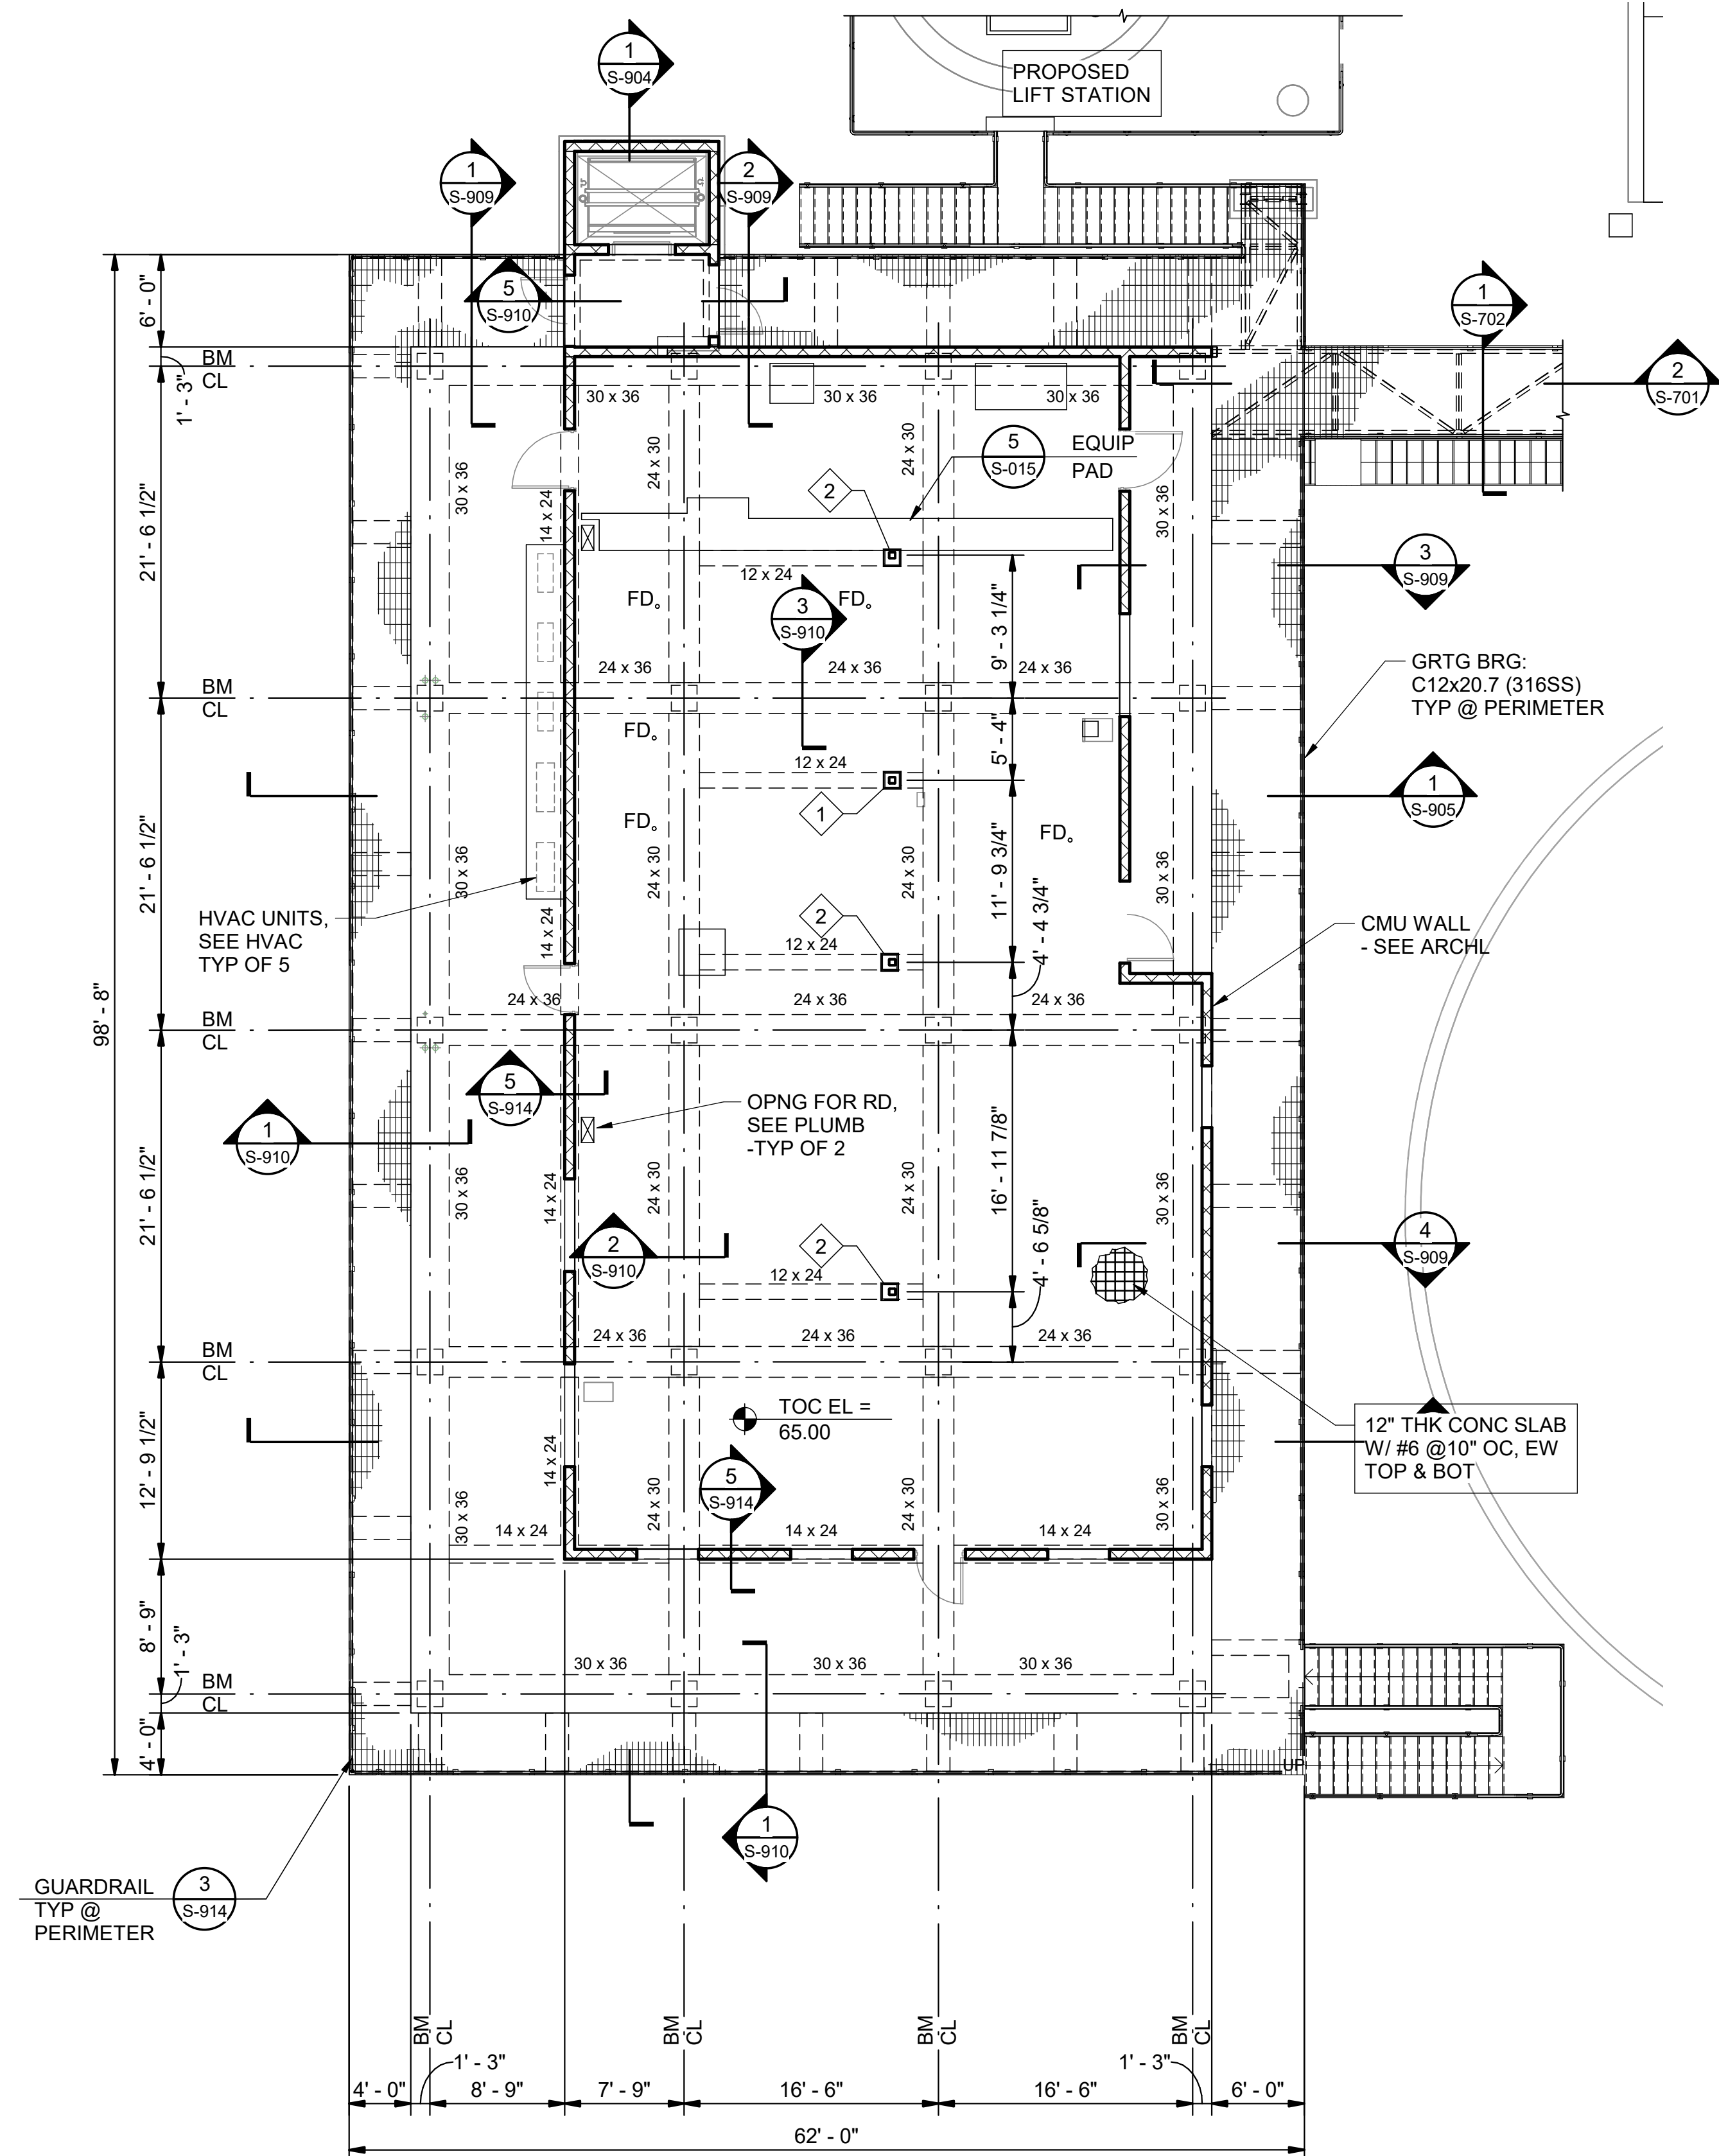 1
S-904
PROPOSED
LIFT STATION
1
S-909
2
S-909
5
S-910
1
S-702
2
S-701
6' - 0"
BM
CL
1' - 3"
30 x 36
30 x 36
30 x 36
30 x 36
24 x 30
24 x 30
14 x 24
30 x 36
5
S-015
EQUIP
PAD
2
21' - 6 1/2"
12 x 24
FD
FD
3
S-910
9' - 3 1/4"
3
S-909
24 x 36
24 x 36
24 x 36
GRTG BRG:
C12x20.7 (316SS)
TYP @ PERIMETER
BM
CL
FD
5' - 4"
12 x 24
1
1
S-905
FD
FD
21' - 6 1/2"
30 x 36
24 x 30
24 x 30
11' - 9 3/4"
30 x 36
HVAC UNITS,
SEE HVAC
TYP OF 5
14 x 24
2
12 x 24
4' - 4 3/4"
CMU WALL
- SEE ARCHL
98' - 8"
24 x 36
24 x 36
24 x 36
BM
CL
5
S-914
1
S-910
OPNG FOR RD,
SEE PLUMB
-TYP OF 2
21' - 6 1/2"
30 x 36
14 x 24
24 x 30
24 x 30
16' - 11 7/8"
30 x 36
2
S-910
2
12 x 24
4' - 6 5/8"
4
S-909
24 x 36
24 x 36
24 x 36
BM
CL
TOC EL =
65.00
12" THK CONC SLAB
W/ #6 @10" OC, EW
TOP & BOT
12' - 9 1/2"
14 x 24
5
S-914
30 x 36
24 x 30
24 x 30
30 x 36
14 x 24
14 x 24
14 x 24
8' - 9"
1' - 3"
30 x 36
30 x 36
30 x 36
BM
CL
4' - 0"
UP
1
S-910
GUARDRAIL
TYP @
PERIMETER
3
S-914
BM
CL
BM
CL
BM
CL
BM
CL
1' - 3"
1' - 3"
4' - 0"
8' - 9"
7' - 9"
16' - 6"
16' - 6"
6' - 0"
62' - 0"